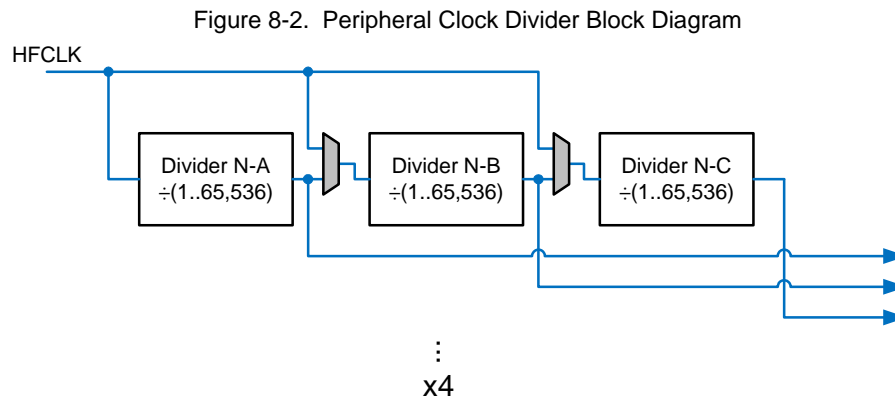 Figure 8-2. Peripheral Clock Divider Block Diagram
HFCLK
Divider N-A
÷(1..65,536)
Divider N-B
÷(1..65,536)
Divider N-C
÷(1..65,536)
⋮
x4